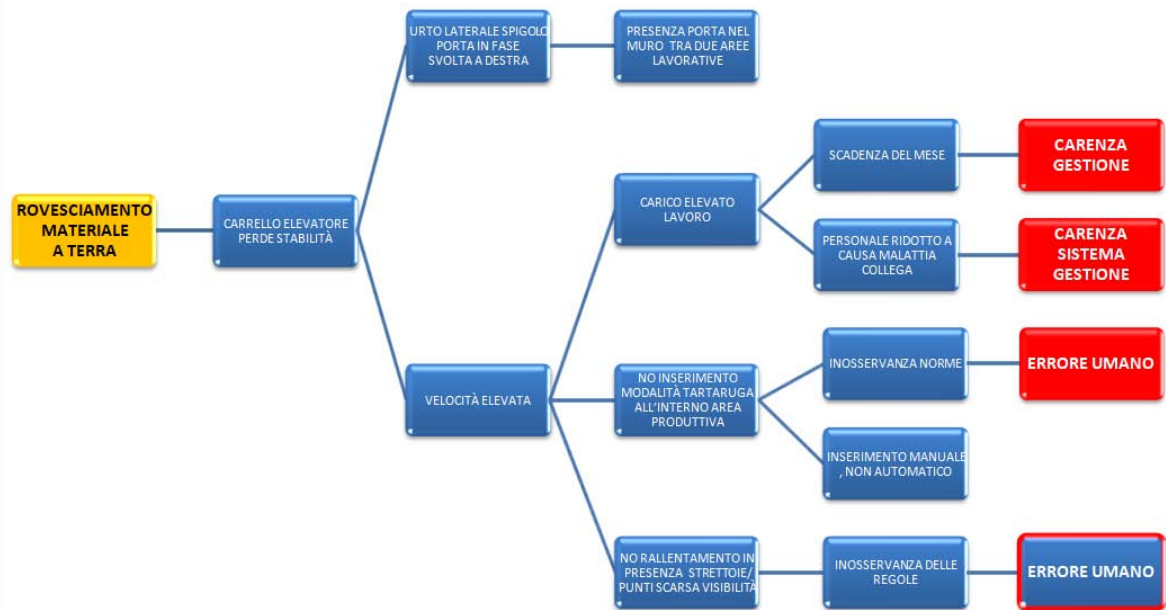 URTO LATERALE SPIGOLO
PORTA IN FASE
SVOLTA A DESTRA
PRESENZA PORTA NEL
MURO TRA DUE AREE
LAVORATIVE
SCADENZA DEL MESE
CARENZA
GESTIONE
ROVESCIAMENTO
MATERIALE
A TERRA
CARRELLO ELEVATORE
PERDE STABILITÀ
CARICO ELEVATO
LAVORO
PERSONALE RIDOTTO A
CAUSA MALATTIA
COLLEGA
CARENZA
SISTEMA
GESTIONE
VELOCITÀ ELEVATA
NO INSERIMENTO
MODALITÀ TARTARUGA
ALL'INTERNO AREA
PRODUTTIVA
INOSSERVANZA NORME
ERRORE UMANO
INSERIMENTO MANUALE
, NON AUTOMATICO
NO RALLENTAMENTO IN
PRESENZA STRETTOIE/
PUNTI SCARSA VISIBILITÀ
INOSSERVANZA DELLE
REGOLE
ERRORE UMANO